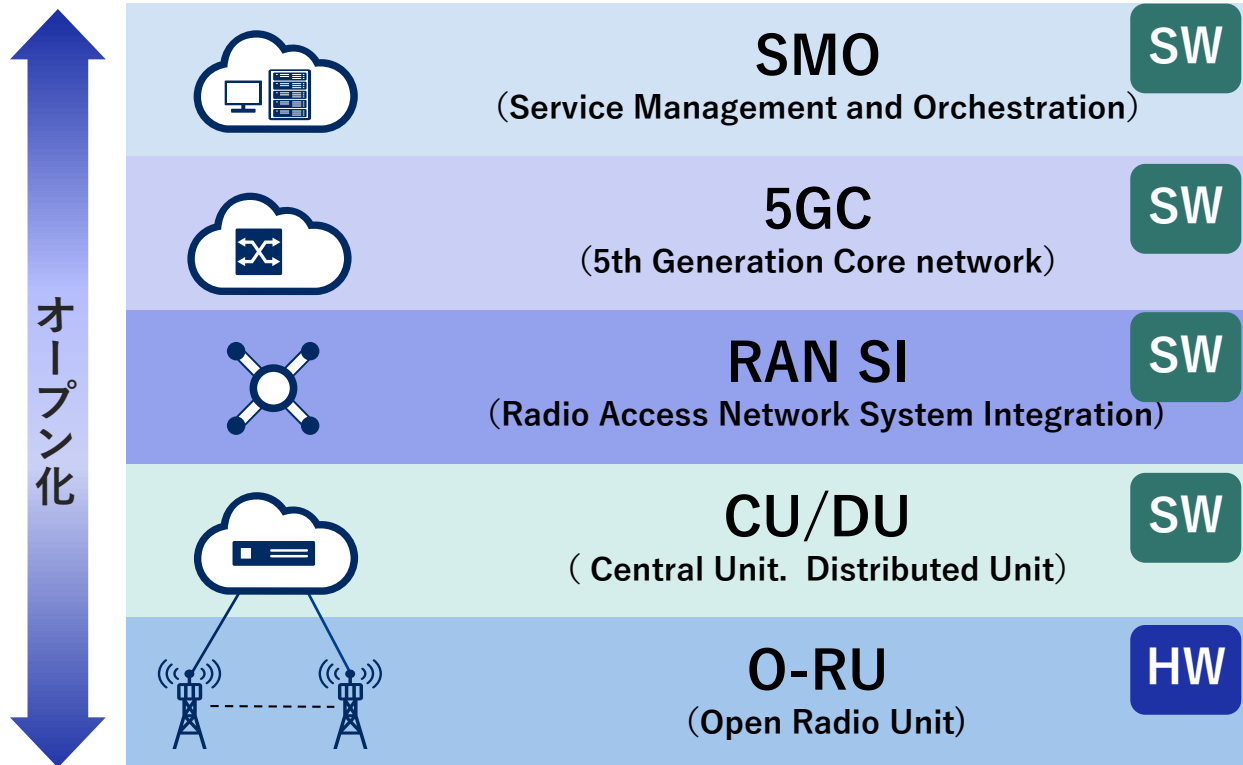 オープン化
SMO
（Service Management and Orchestration）
SW
5GC
（5th Generation Core network）
SW
RAN SI
（Radio Access Network System Integration）
SW
CU/DU
（ Central Unit.  Distributed Unit）
SW
O-RU
（Open Radio Unit）
HW